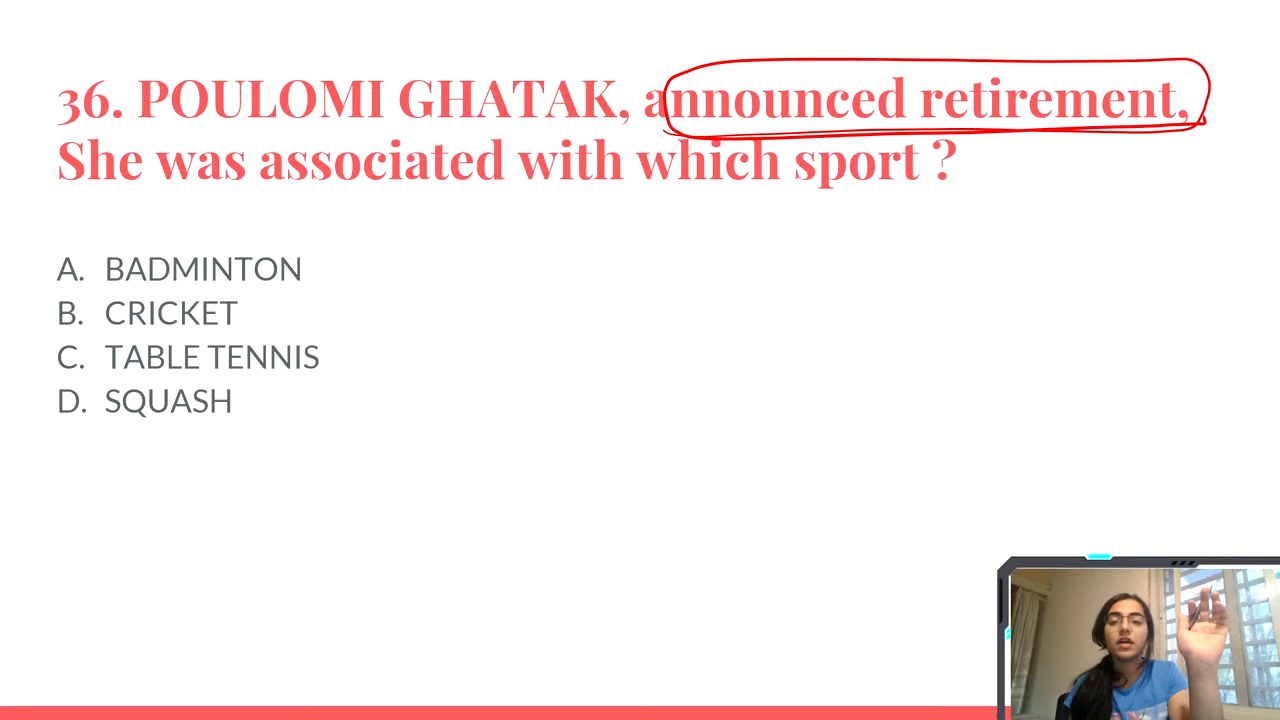 36. POULOMI GHATAK, announced retirement,
She was associated with which sport ?
A. BADMINTON
B. CRICKET
C. TABLE TENNIS
D. SQUASH